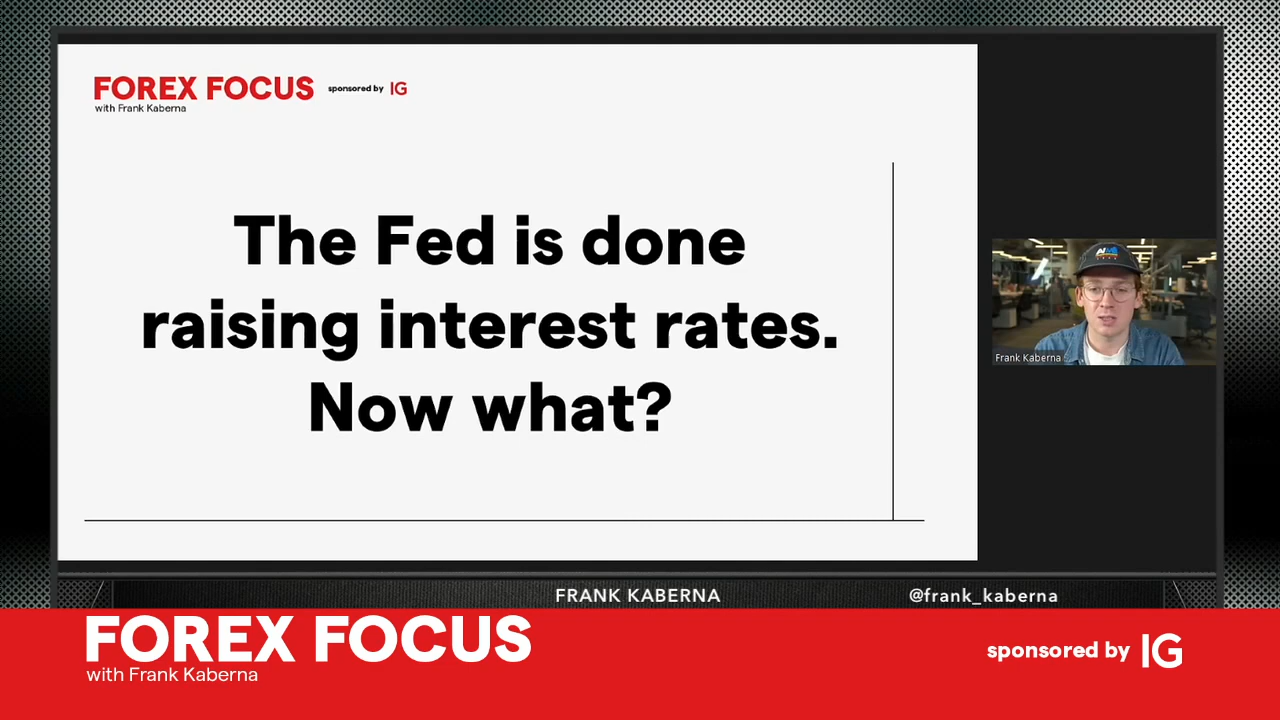 FOREX FOCUS sponsored by IG
with Frank Kaberna
The Fed is done
raising interest rates.
Now what?
Frank Kaberna
FRANK KABERNA @frank_kaberna
FOREX FOCUS
with Frank Kaberna
sponsored by IG